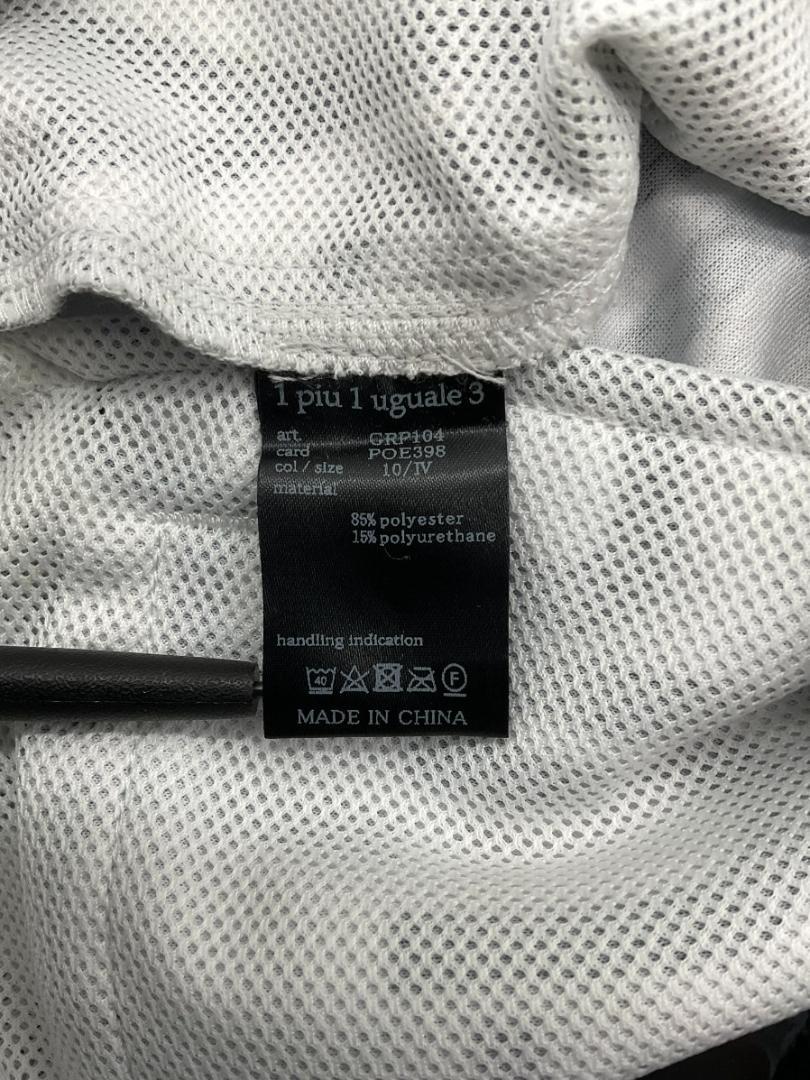 1 piu 1 uguale 3
art. GRP104
card POE398
col / size 10/IV
material
85% polyester
15% polyurethane
handling indication
40 F
MADE IN CHINA